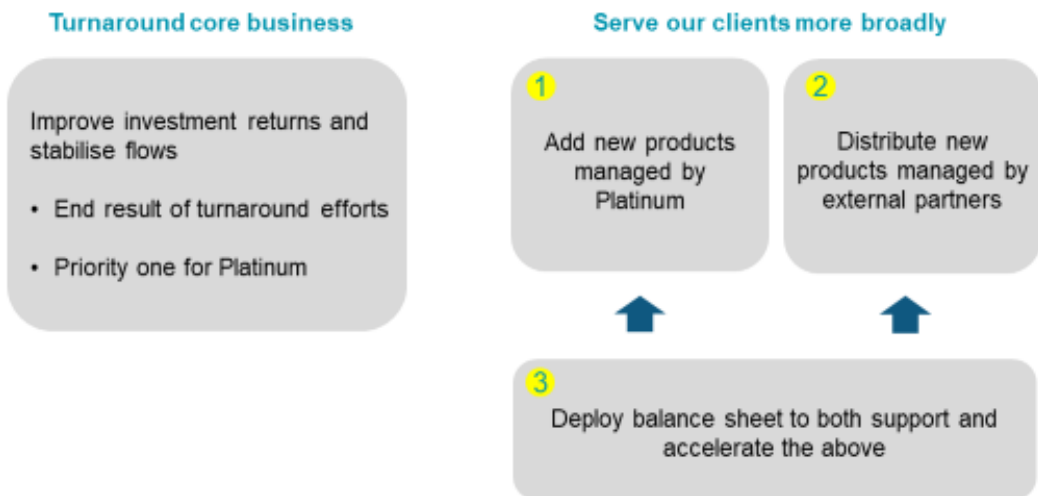 Turnaround core business
Improve investment returns and
stabilise flows
• End result of turnaround efforts
• Priority one for Platinum
Serve our clients more broadly
1
Add new products
managed by
Platinum
2
Distribute new
products managed by
external partners
3
Deploy balance sheet to both support and
accelerate the above